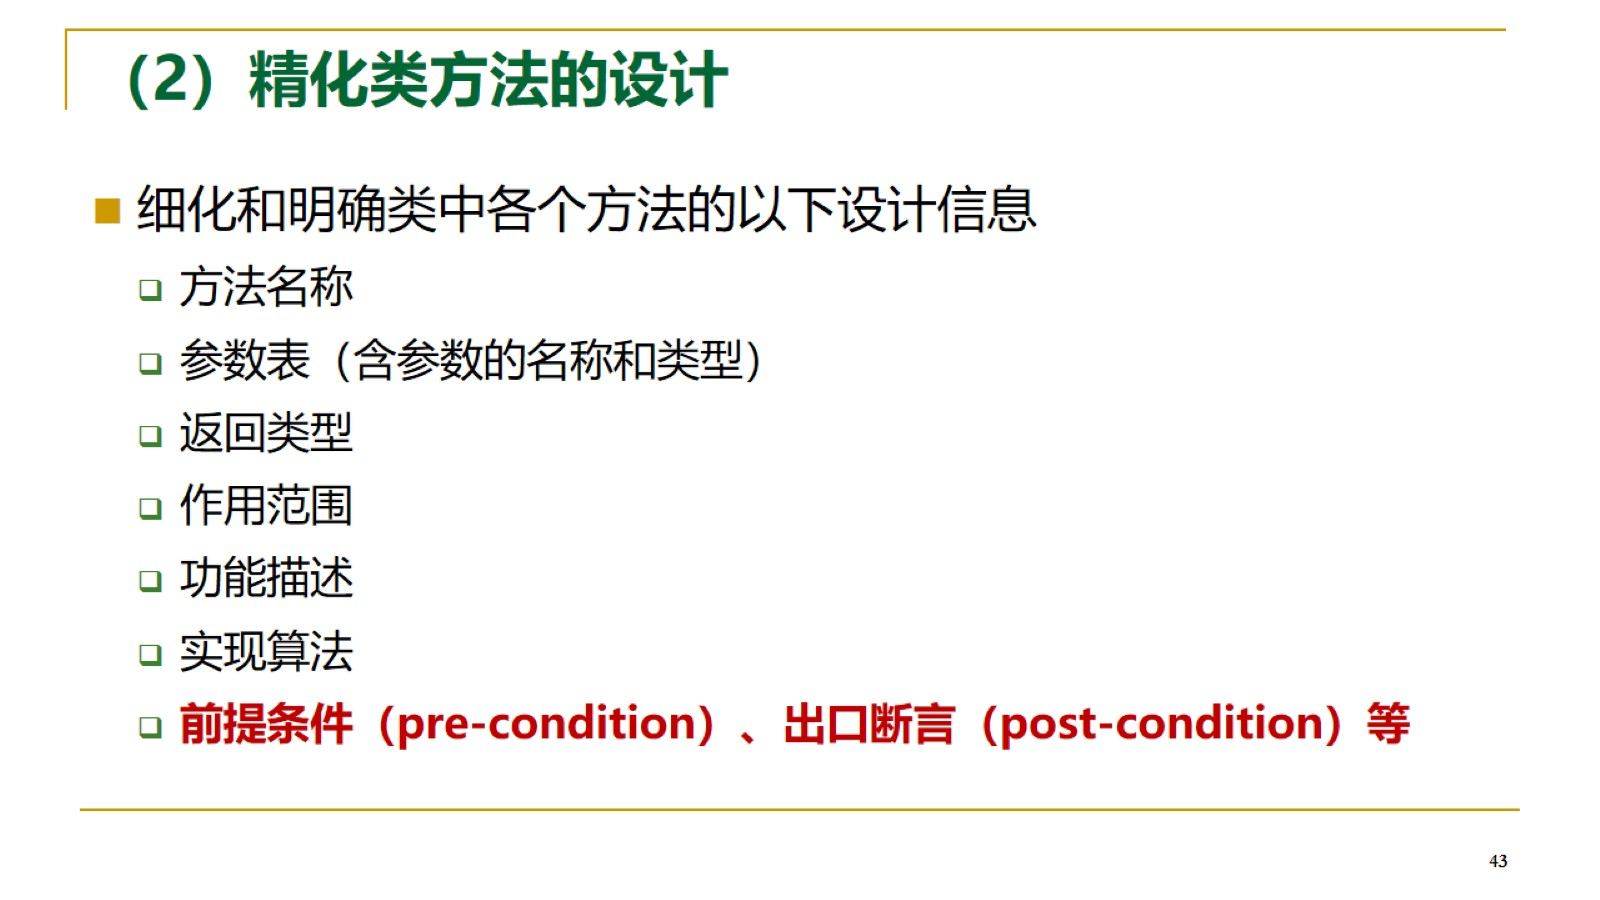 （2）精化类方法的设计
细化和明确类中各个方法的以下设计信息
方法名称
参数表（含参数的名称和类型）
返回类型
作用范围
功能描述
实现算法
前提条件（pre-condition）、出口断言（post-condition）等
43